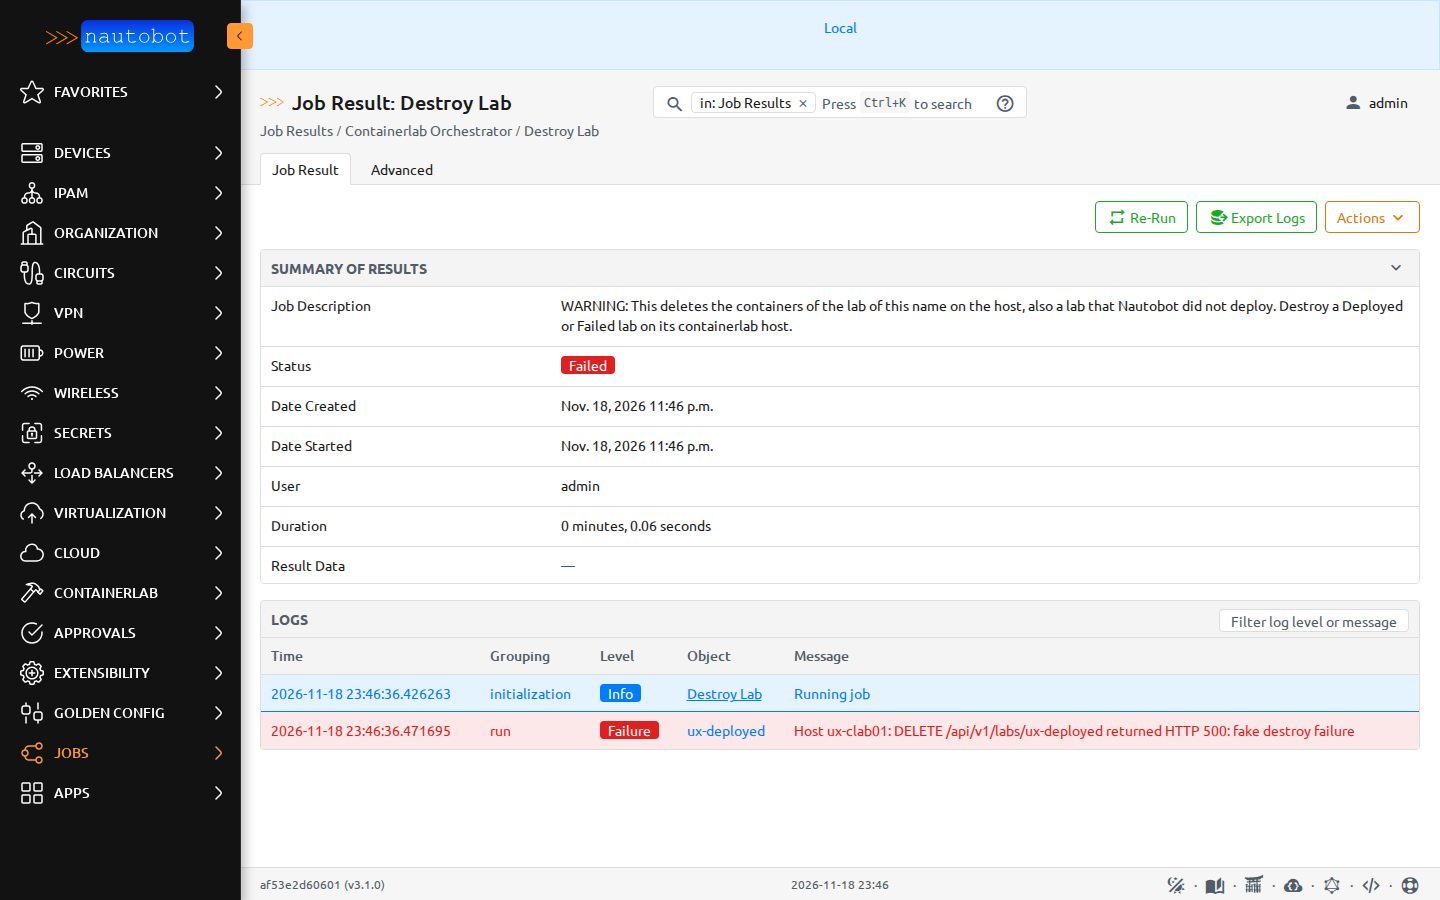 nautobot
FAVORITES
DEVICES
IPAM
ORGANIZATION
CIRCUITS
VPN
POWER
WIRELESS
SECRETS
LOAD BALANCERS
VIRTUALIZATION
CLOUD
CONTAINERLAB
APPROVALS
EXTENSIBILITY
GOLDEN CONFIG
JOBS
APPS
Local
Job Result: Destroy Lab
in: Job Results × Press Ctrl+K to search
admin
Job Results / Containerlab Orchestrator / Destroy Lab
Job Result Advanced
Re-Run Export Logs Actions
SUMMARY OF RESULTS
Job Description WARNING: This deletes the containers of the lab of this name on the host, also a lab that Nautobot did not deploy. Destroy a Deployed
or Failed lab on its containerlab host.
Status Failed
Date Created Nov. 18, 2026 11:46 p.m.
Date Started Nov. 18, 2026 11:46 p.m.
User admin
Duration 0 minutes, 0.06 seconds
Result Data —
LOGS Filter log level or message
Time Grouping Level Object Message
2026-11-18 23:46:36.426263 initialization Info Destroy Lab Running job
2026-11-18 23:46:36.471695 run Failure ux-deployed Host ux-clab01: DELETE /api/v1/labs/ux-deployed returned HTTP 500: fake destroy failure
af53e2d60601 (v3.1.0) 2026-11-18 23:46